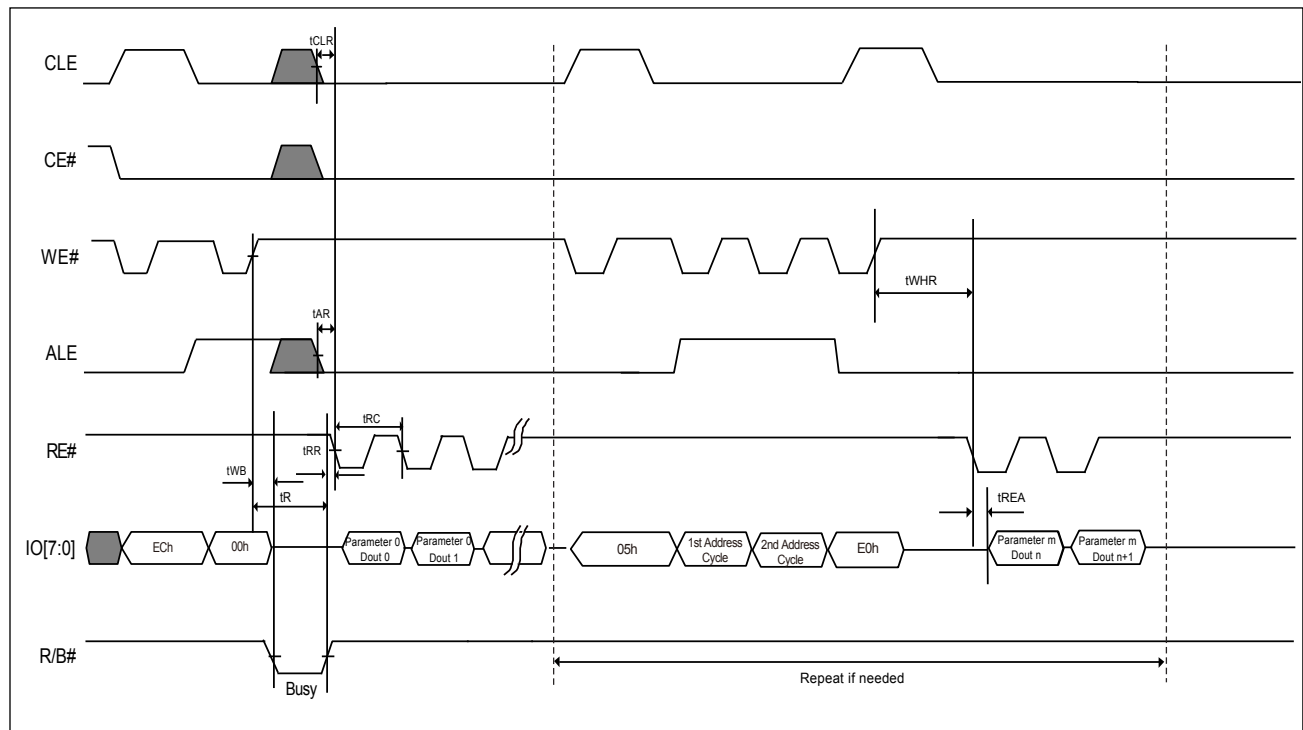 CLE
tCLR
CE#
WE#
tWHR
ALE
tAR
RE#
tRC
tRR
tWB
tR
tREA
IO[7:0]
ECh
00h
Parameter 0
Dout 0
Parameter 0
Dout 1
05h
1st Address
Cycle
2nd Address
Cycle
E0h
Parameter m
Dout n
Parameter m
Dout n+1
R/B#
Busy
Repeat if needed